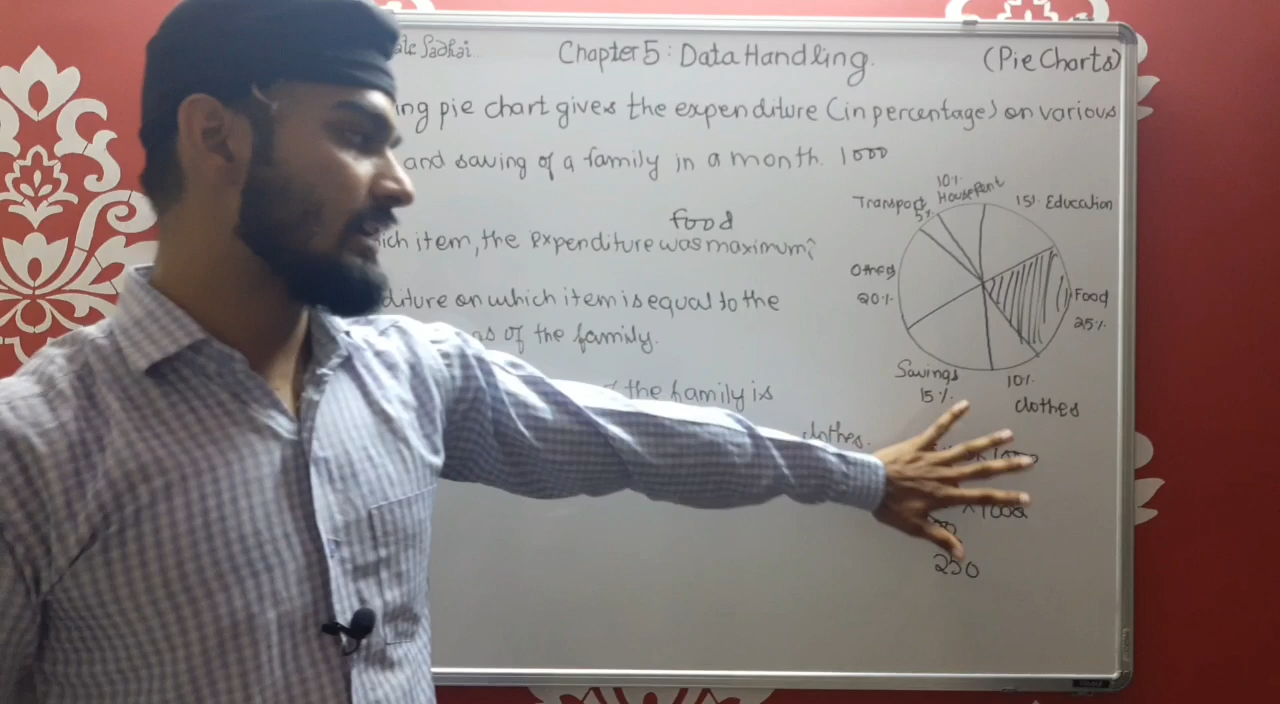 Sadhai
Chapter 5 : Data Handling.
(Pie Charts)
ing pie chart gives the expenditure (in percentage) on various
and saving of a family in a month. 1000
food
ich item, the expenditure was maximum?
diture on which item is equal to the
of the family.
the family is
clothes.
10%
House Rent
Transport
5%
15% Education
Others
20%
Food
25%
Savings
15%
10%
clothes
× 1000
250